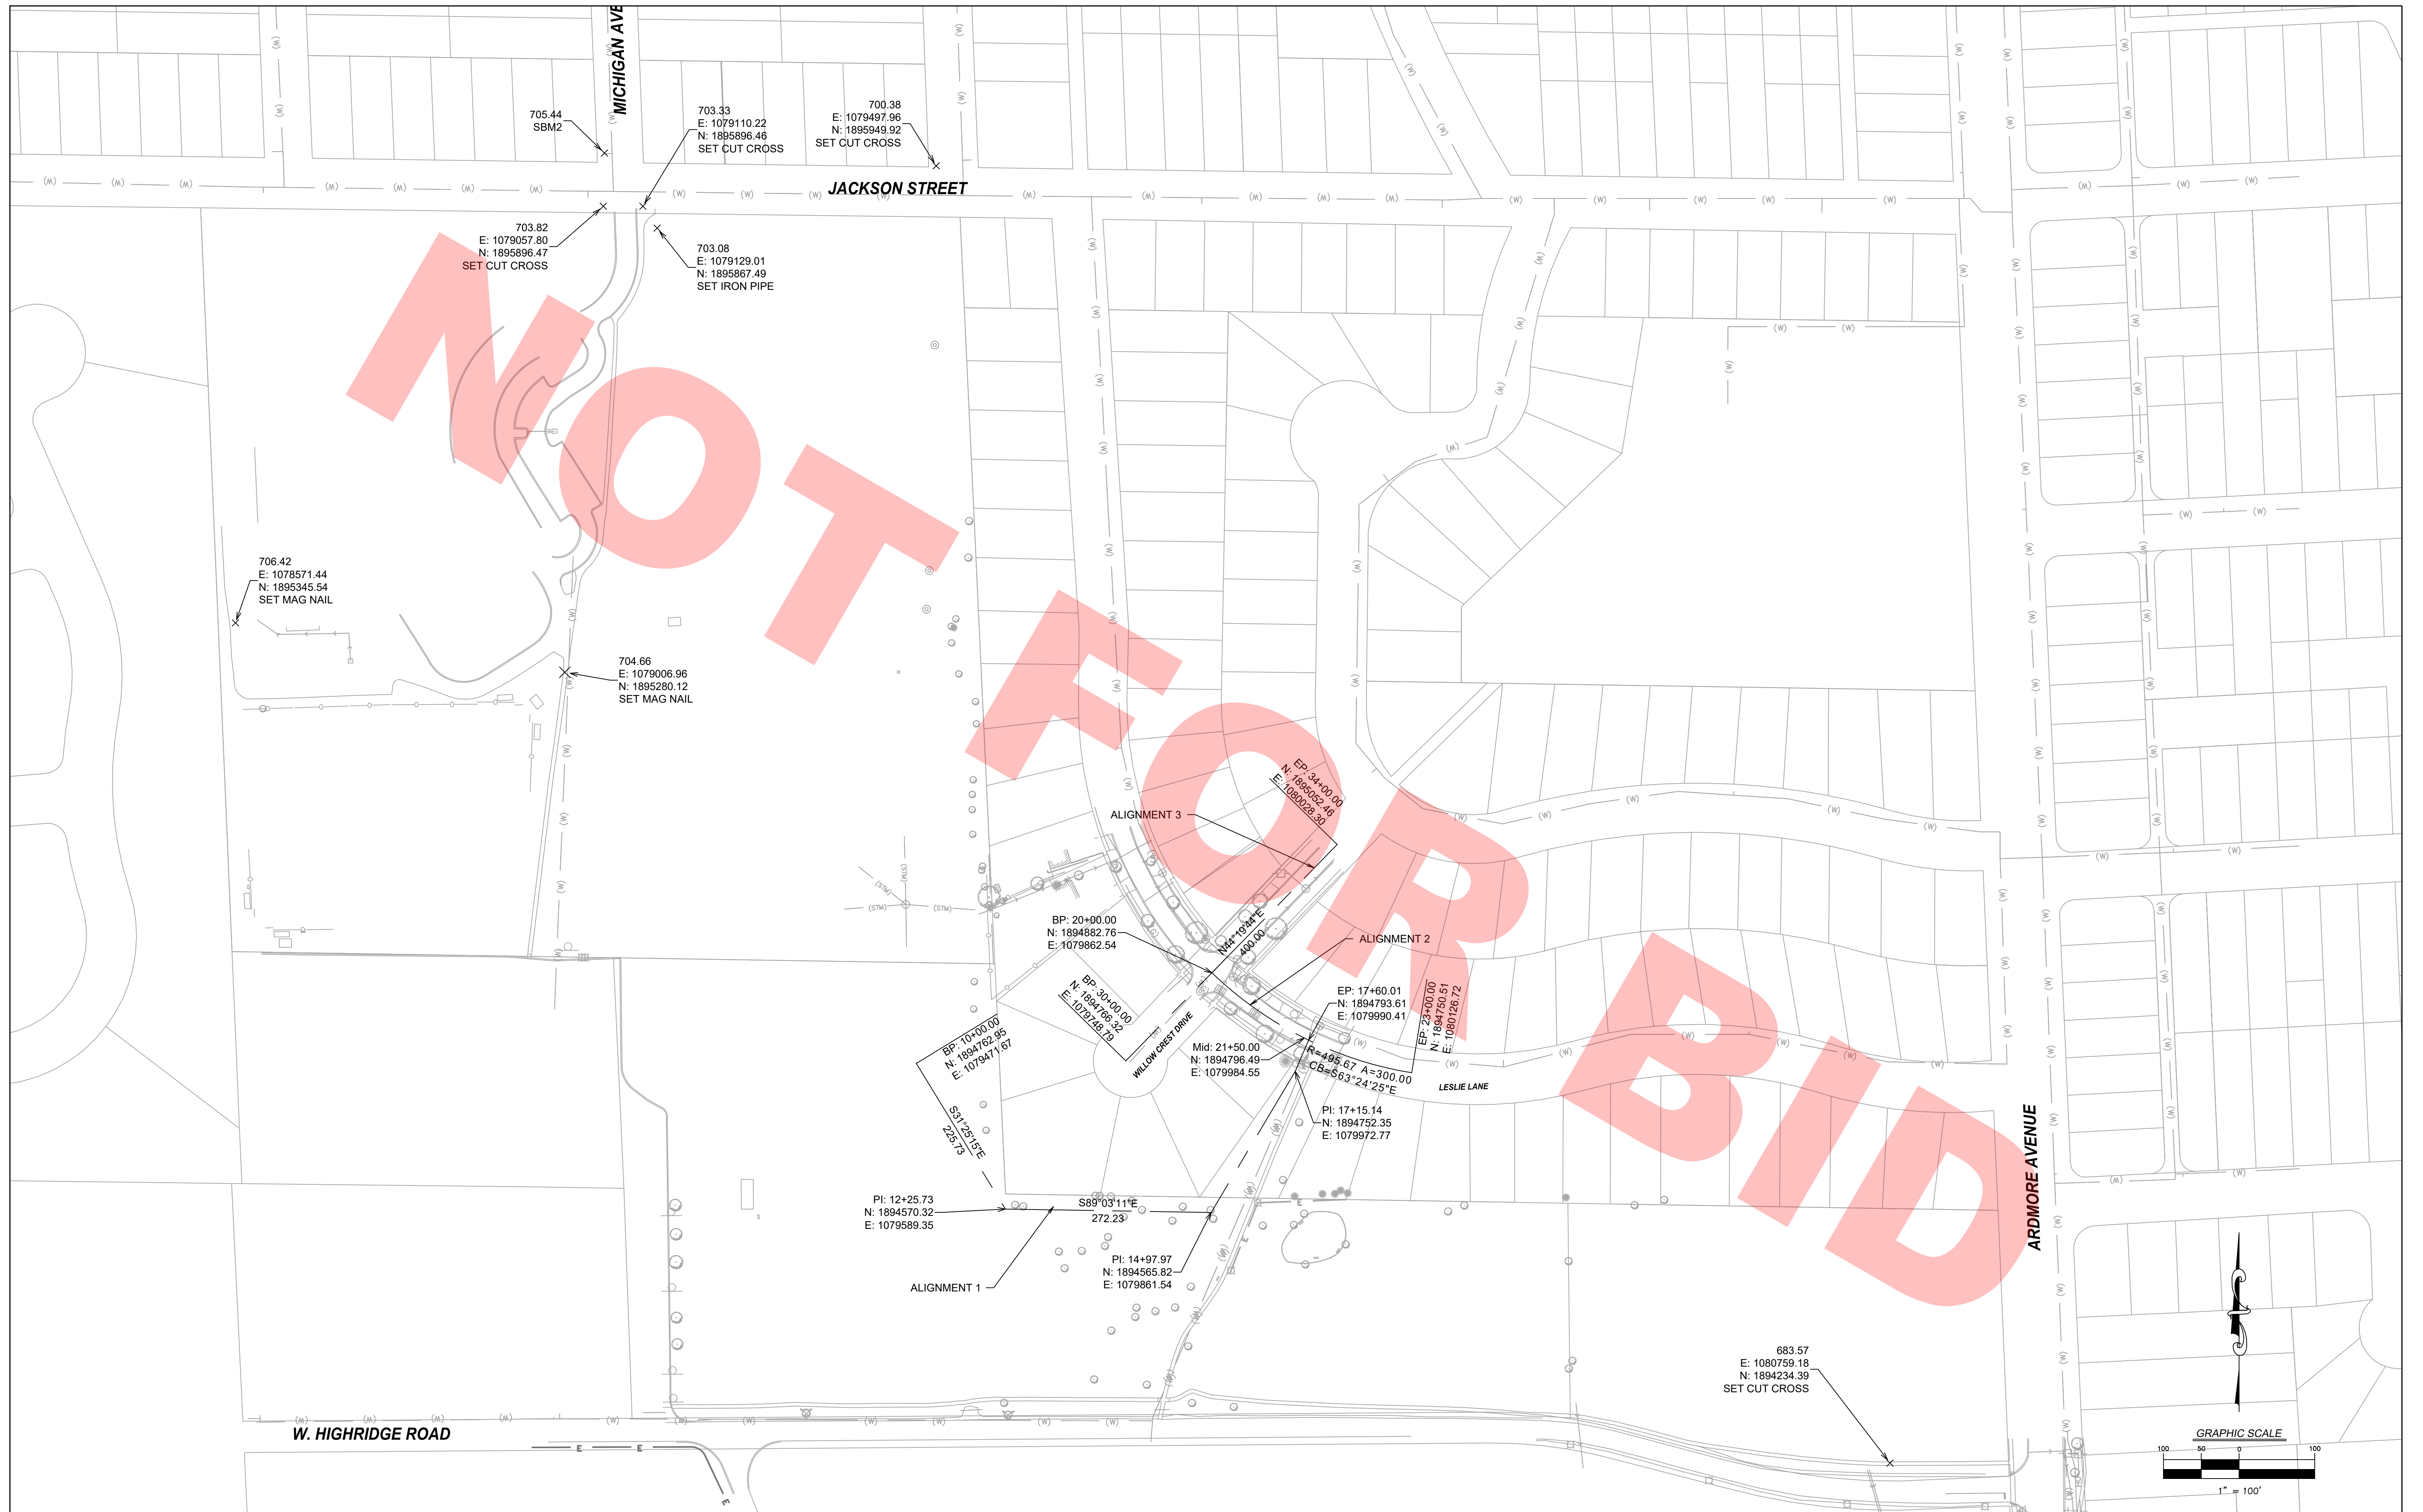 MICHIGAN AVE
705.44
SBM2
703.33
E: 1079110.22
N: 1895896.46
SET CUT CROSS
700.38
E: 1079497.96
N: 1895949.92
SET CUT CROSS
JACKSON STREET
703.82
E: 1079057.80
N: 1895896.47
SET CUT CROSS
703.08
E: 1079129.01
N: 1895867.49
SET IRON PIPE
NOT FOR BID
706.42
E: 1078571.44
N: 1895345.54
SET MAG NAIL
704.66
E: 1079006.96
N: 1895280.12
SET MAG NAIL
EP: 34+00.00
N: 1895052.46
E: 1080028.30
ALIGNMENT 3
BP: 20+00.00
N: 1894882.76
E: 1079862.54
N44°19'44"E
400.00
ALIGNMENT 2
BP: 30+00.00
N: 1894766.32
E: 1079748.79
WILLOW CREST DRIVE
EP: 17+60.01
N: 1894793.61
E: 1079990.41
EP: 23+00.00
N: 1894750.51
E: 1080126.72
BP: 10+00.00
N: 1894762.95
E: 1079471.67
Mid: 21+50.00
N: 1894796.49
E: 1079984.55
R=495.67 A=300.00
CB=S63°24'25"E
LESLIE LANE
S31°25'15"E
225.73
PI: 17+15.14
N: 1894752.35
E: 1079972.77
PI: 12+25.73
N: 1894570.32
E: 1079589.35
S89°03'11"E
272.23
PI: 14+97.97
N: 1894565.82
E: 1079861.54
ALIGNMENT 1
ARDMORE AVENUE
683.57
E: 1080759.18
N: 1894234.39
SET CUT CROSS
W. HIGHRIDGE ROAD
(W)
(STM)
(STM)
(STM)
E
E
E
GRAPHIC SCALE
100 50 0 100
1" = 100'